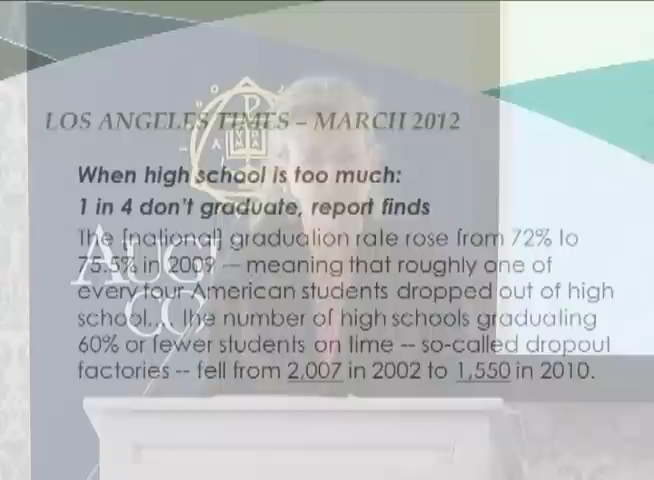 LOS ANGELES TIMES – MARCH 2012
When high school is too much:
1 in 4 don't graduate, report finds
The {national} graduation rate rose from 72% to
75.5% in 2009 -- meaning that roughly one of
every four American students dropped out of high
school... The number of high schools graduating
60% or fewer students on time -- so-called dropout
factories -- fell from 2,007 in 2002 to 1,550 in 2010.
AUG
CO